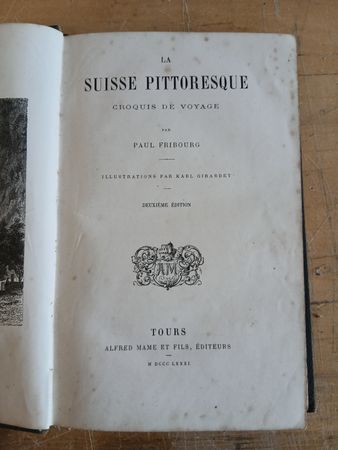 LA
SUISSE PITTORESQUE
CROQUIS DE VOYAGE
PAR
PAUL FRIBOURG
ILLUSTRATIONS PAR KARL GIRARDET
DEUXIÈME ÉDITION
AM
TOURS
ALFRED MAME ET FILS, ÉDITEURS
M DCCC LXXXI